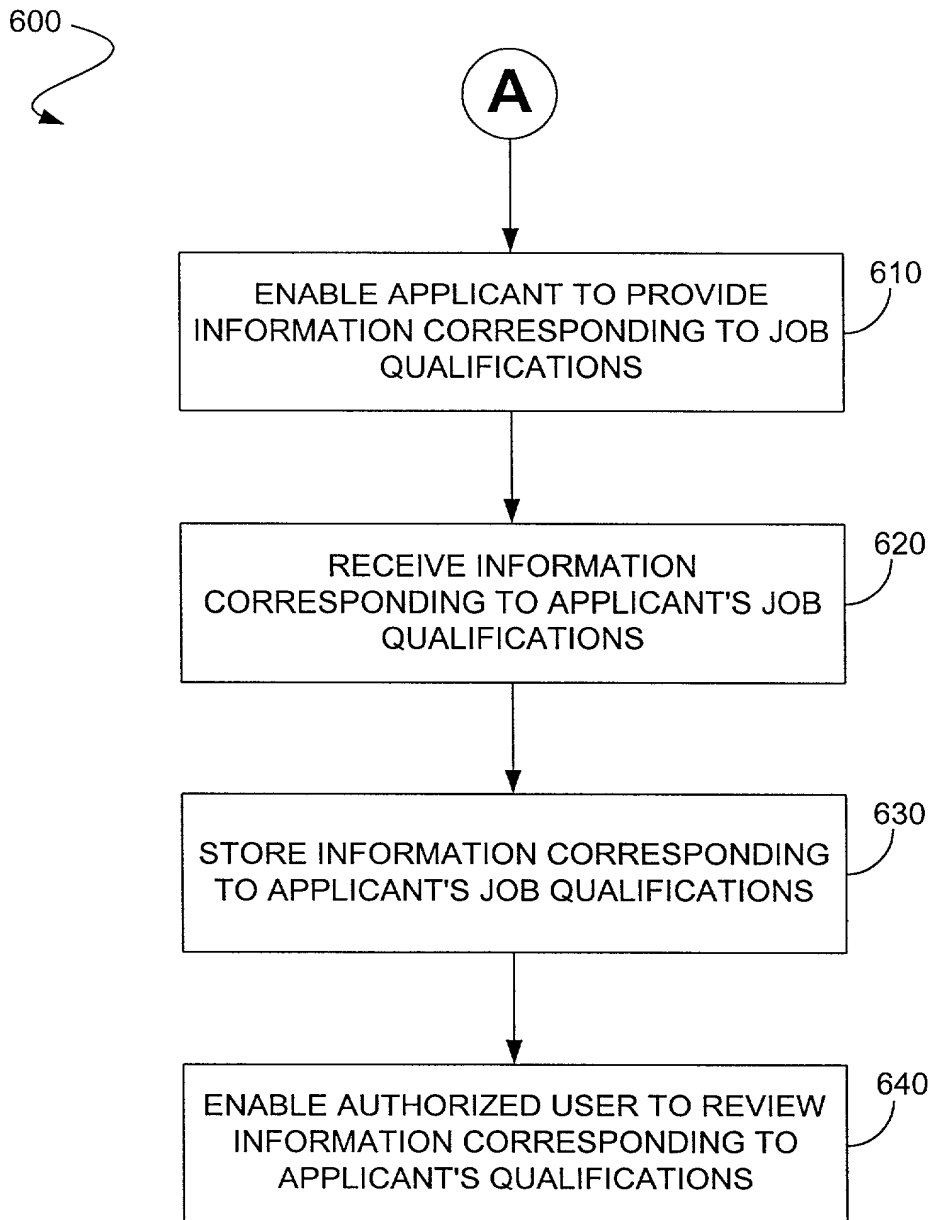 600
A
ENABLE APPLICANT TO PROVIDE
INFORMATION CORRESPONDING TO JOB
QUALIFICATIONS
610
RECEIVE INFORMATION
CORRESPONDING TO APPLICANT'S JOB
QUALIFICATIONS
620
STORE INFORMATION CORRESPONDING
TO APPLICANT'S JOB QUALIFICATIONS
630
ENABLE AUTHORIZED USER TO REVIEW
INFORMATION CORRESPONDING TO
APPLICANT'S QUALIFICATIONS
640